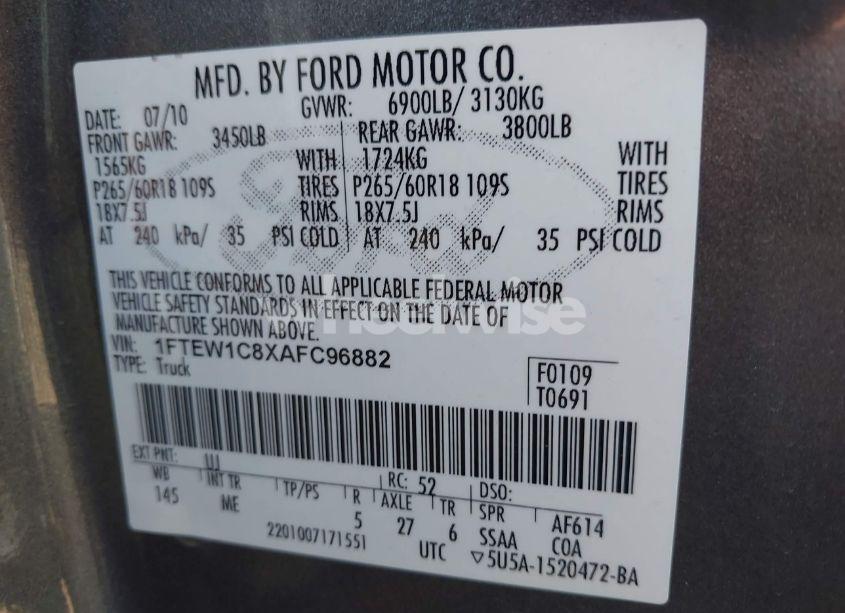 MFD. BY FORD MOTOR CO.
DATE: 07/10 GVWR: 6900LB/ 3130KG
FRONT GAWR: 3450LB REAR GAWR: 3800LB
1565KG WITH 1724KG WITH
P265/60R18 109S TIRES P265/60R18 109S TIRES
18X7.5J RIMS 18X7.5J RIMS
AT 240 kPa/ 35 PSI COLD AT 240 kPa/ 35 PSI COLD
Ford
THIS VEHICLE CONFORMS TO ALL APPLICABLE FEDERAL MOTOR
VEHICLE SAFETY STANDARDS IN EFFECT ON THE DATE OF
MANUFACTURE SHOWN ABOVE.
VIN: 1FTEW1C8XAFC96882
TYPE: Truck
F0109
T0691
EXT PNT: UJ RC: 52 DSO:
WB INT TR TP/PS R AXLE TR SPR AF614
145 ME 5 27 6 SSAA COA
2201007171551 UTC ▽5U5A-1520472-BA